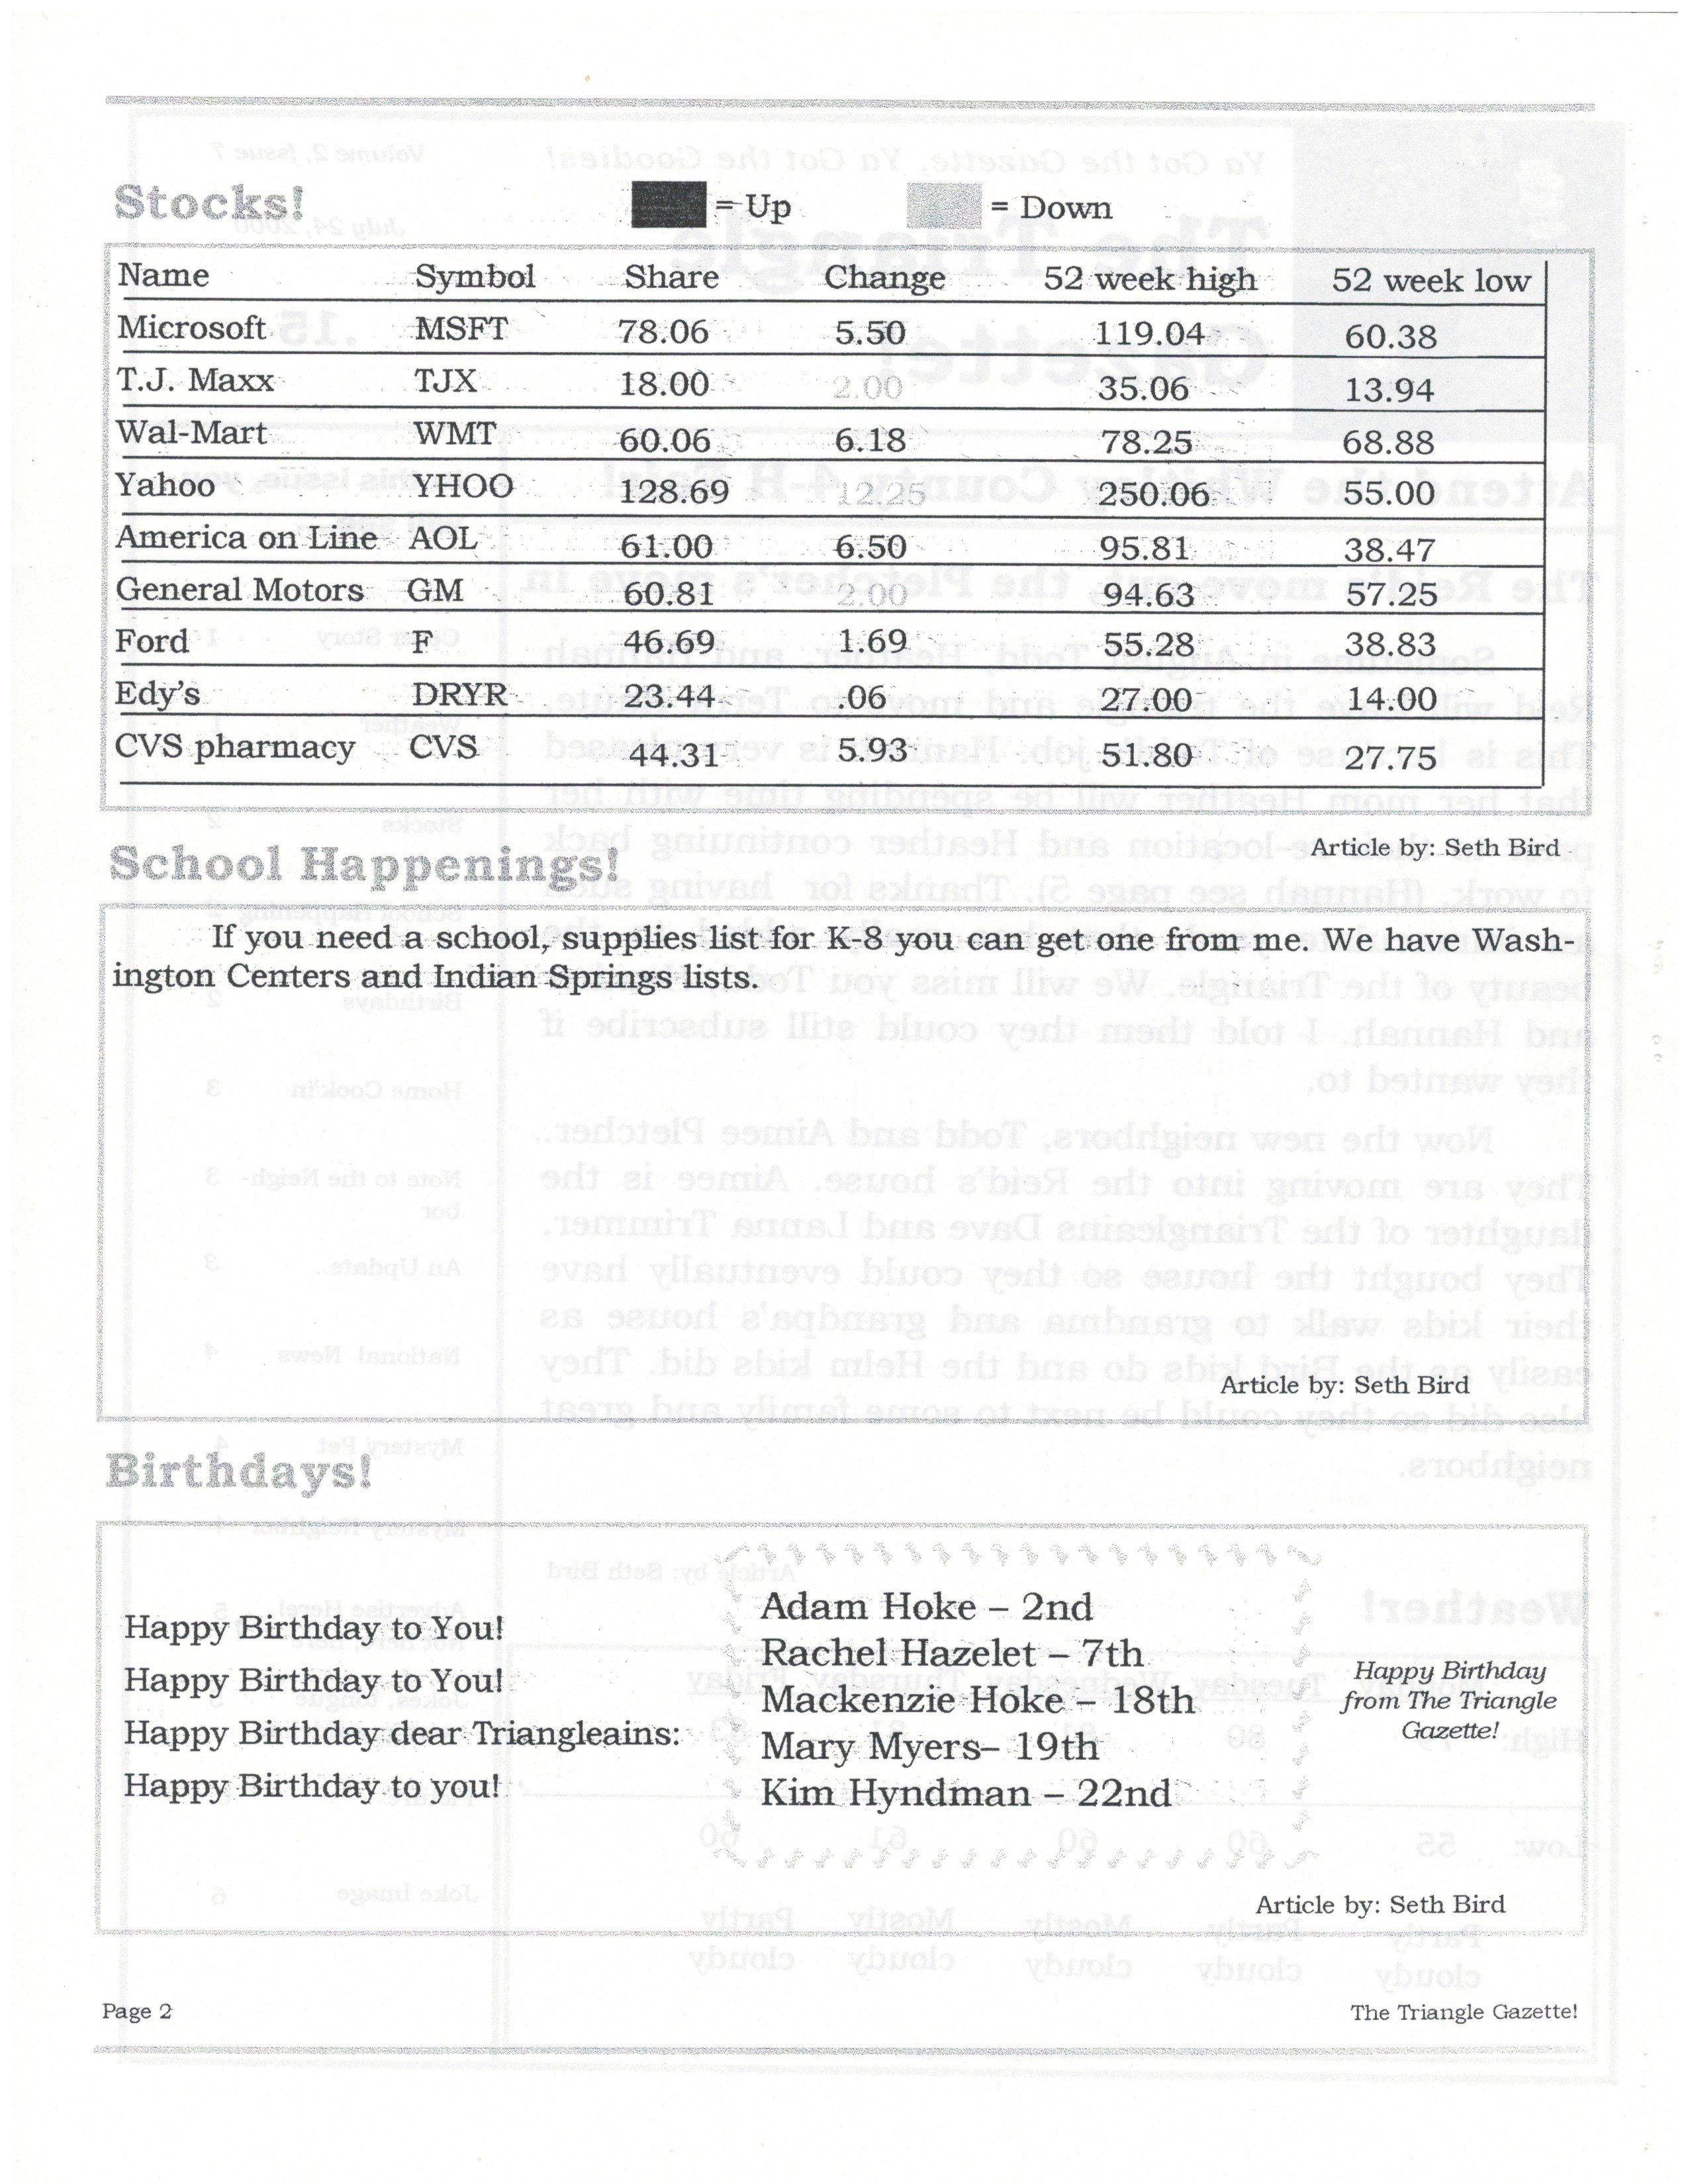 Stocks! = Up = Down
Name Symbol Share Change 52 week high 52 week low
Microsoft MSFT 78.06 5.50 119.04 60.38
T.J. Maxx TJX 18.00 2.00 35.06 13.94
Wal-Mart WMT 60.06 6.18 78.25 68.88
Yahoo YHOO 128.69 12.25 250.06 55.00
America on Line AOL 61.00 6.50 95.81 38.47
General Motors GM 60.81 2.00 94.63 57.25
Ford F 46.69 1.69 55.28 38.83
Edy's DRYR 23.44 .06 27.00 14.00
CVS pharmacy CVS 44.31 5.93 51.80 27.75
Article by: Seth Bird
School Happenings!
If you need a school, supplies list for K-8 you can get one from me. We have Wash-
ington Centers and Indian Springs lists.
Article by: Seth Bird
Birthdays!
Happy Birthday to You!
Happy Birthday to You!
Happy Birthday dear Triangleains:
Happy Birthday to you!
Adam Hoke – 2nd
Rachel Hazelet – 7th
Mackenzie Hoke – 18th
Mary Myers– 19th
Kim Hyndman – 22nd
Happy Birthday
from The Triangle
Gazette!
Article by: Seth Bird
Page 2 The Triangle Gazette!